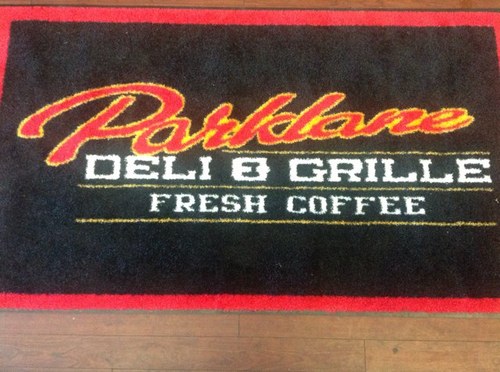 Parklane
DELI & GRILLE
FRESH COFFEE